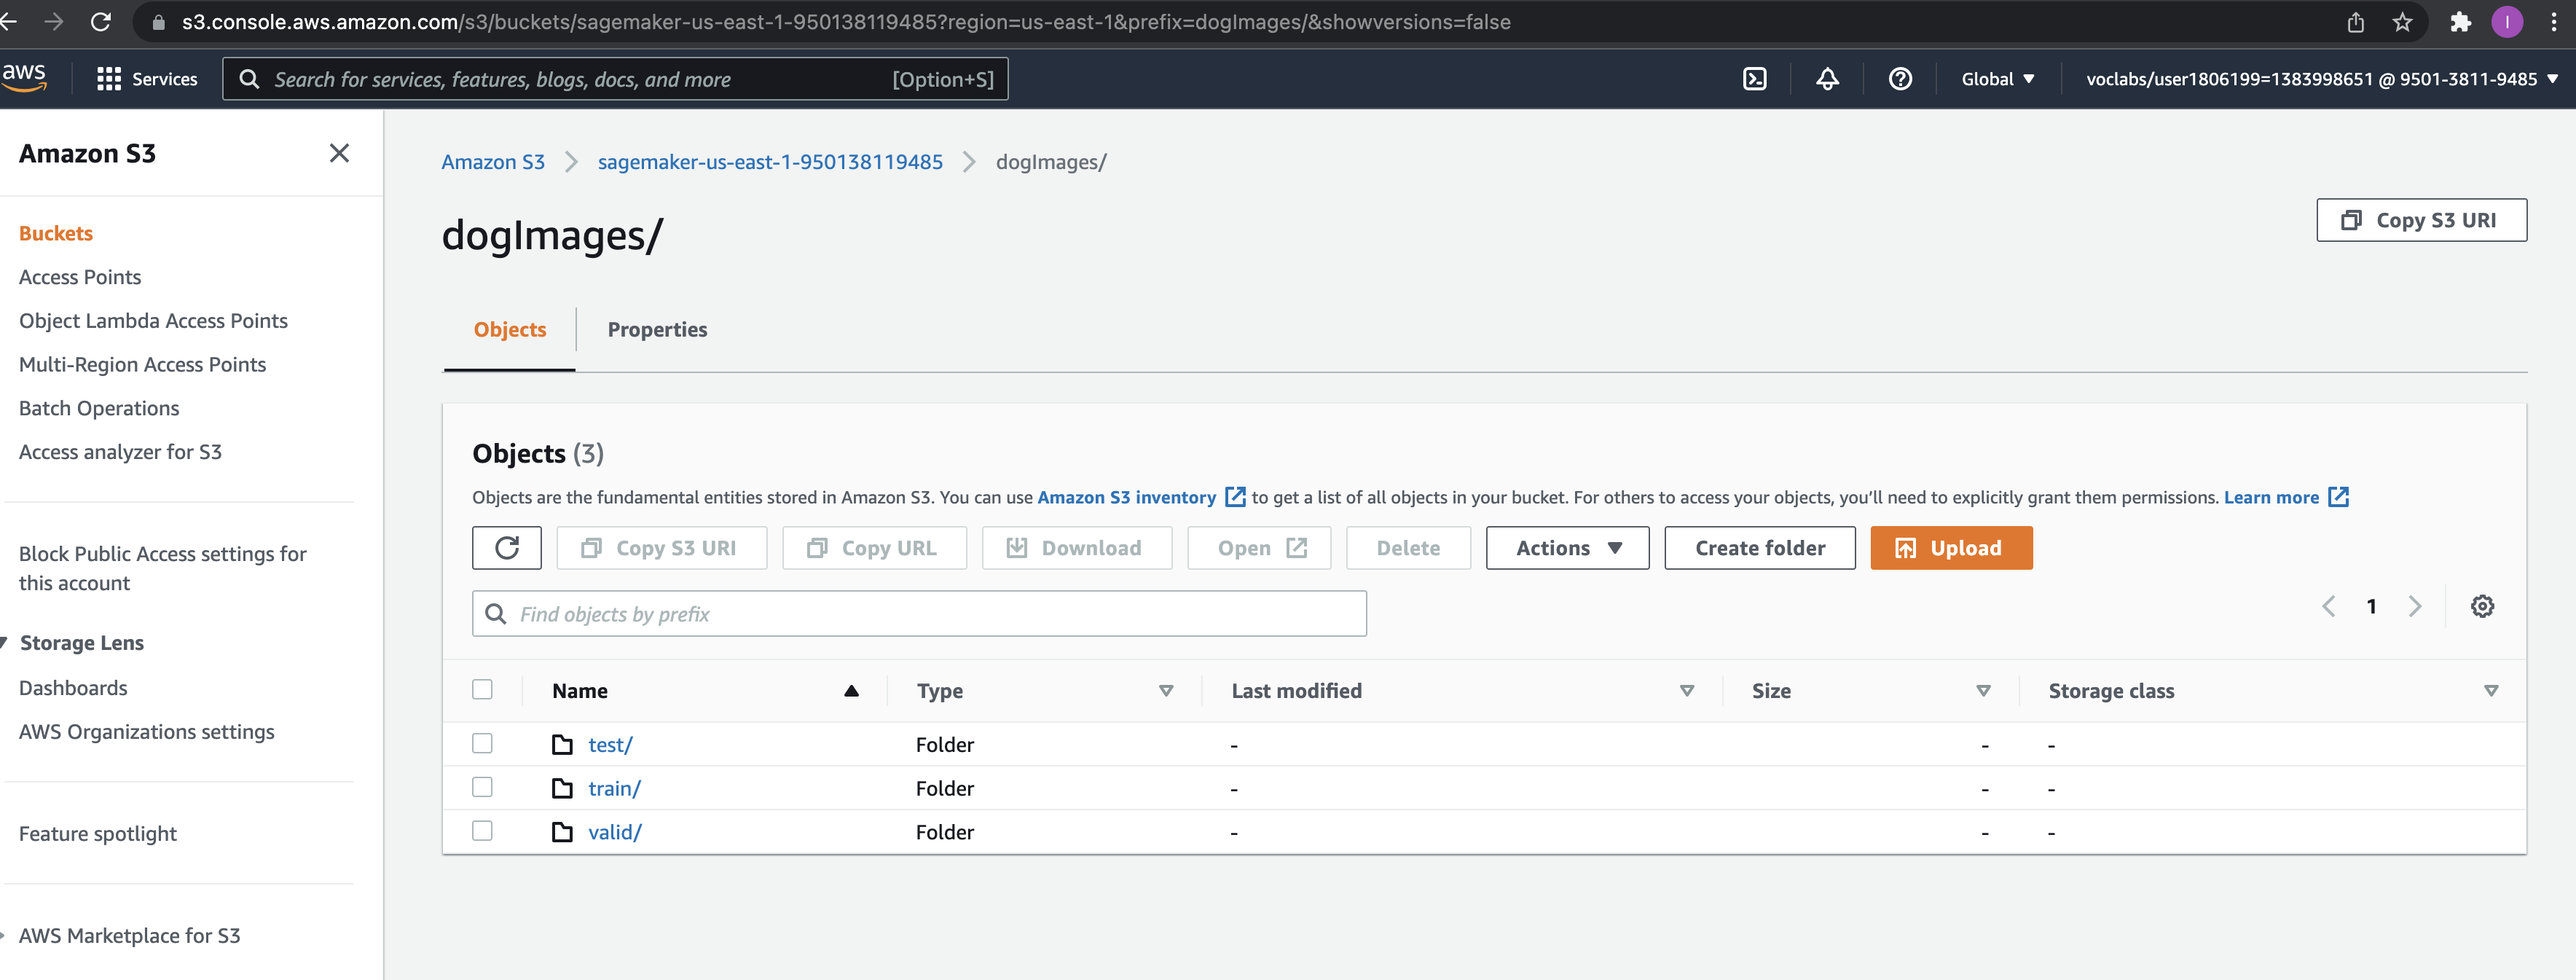 s3.console.aws.amazon.com/s3/buckets/sagemaker-us-east-1-950138119485?region=us-east-1&prefix=dogImages/&showversions=false
I
aws
Services
Search for services, features, blogs, docs, and more
[Option+S]
Global
voclabs/user1806199=1383998651 @ 9501-3811-9485
Amazon S3
Buckets
Access Points
Object Lambda Access Points
Multi-Region Access Points
Batch Operations
Access analyzer for S3
Block Public Access settings for
this account
Storage Lens
Dashboards
AWS Organizations settings
Feature spotlight
AWS Marketplace for S3
Amazon S3 > sagemaker-us-east-1-950138119485 > dogImages/
dogImages/
Copy S3 URI
Objects
Properties
Objects (3)
Objects are the fundamental entities stored in Amazon S3. You can use Amazon S3 inventory to get a list of all objects in your bucket. For others to access your objects, you’ll need to explicitly grant them permissions. Learn more
Copy S3 URI
Copy URL
Download
Open
Delete
Actions
Create folder
Upload
Find objects by prefix
1
Name Type Last modified Size Storage class
test/ Folder - - -
train/ Folder - - -
valid/ Folder - - -